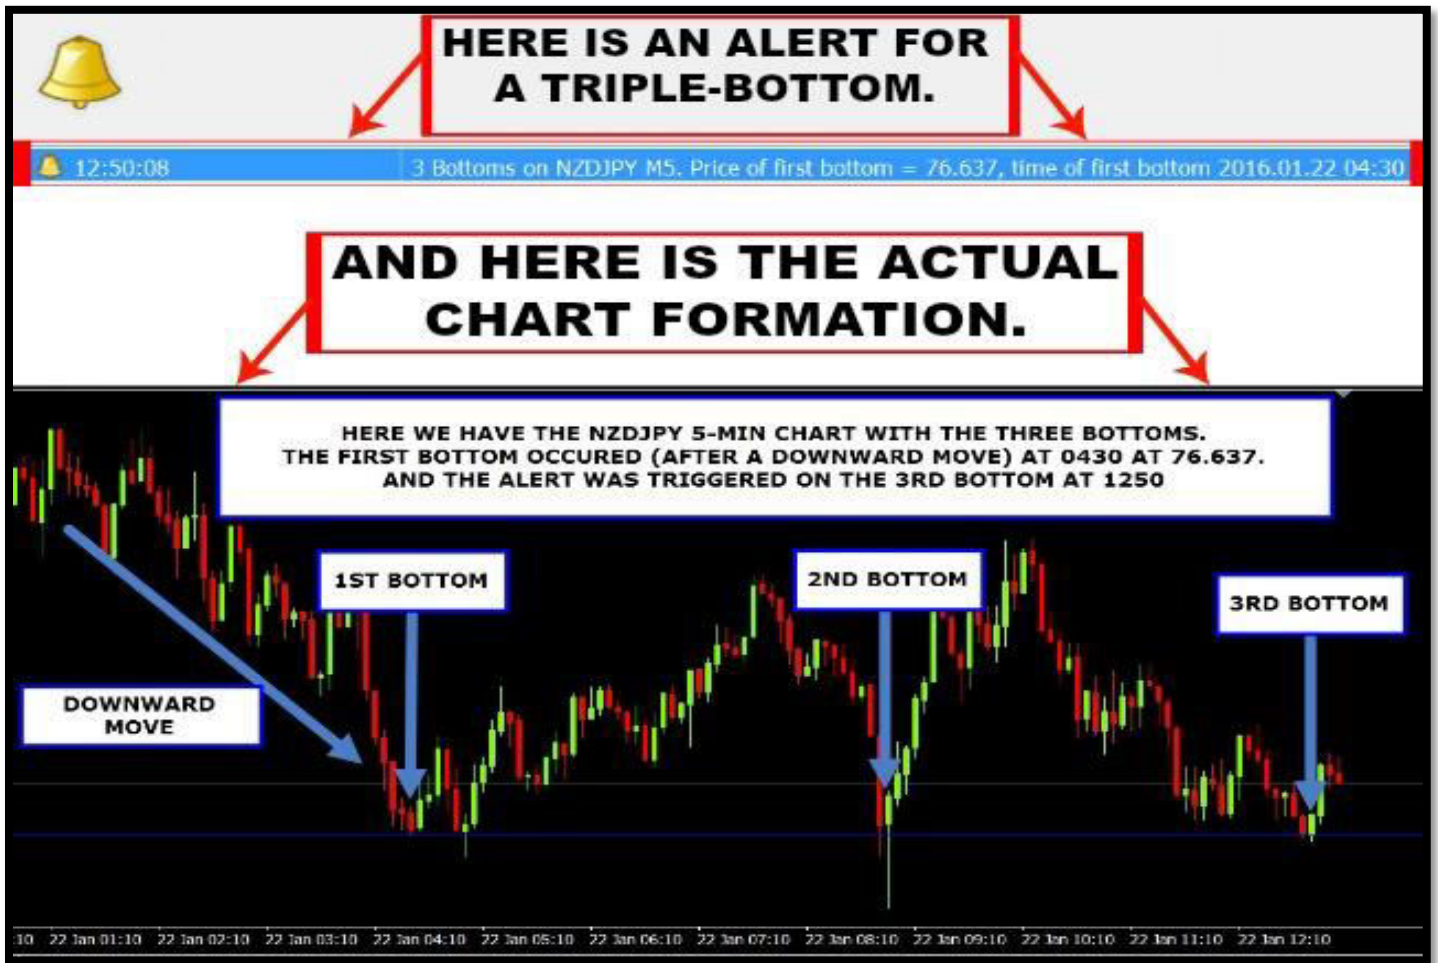 HERE IS AN ALERT FOR
A TRIPLE-BOTTOM.
12:50:08 3 Bottoms on NZDJPY M5. Price of first bottom = 76.637, time of first bottom 2016.01.22 04:30
AND HERE IS THE ACTUAL
CHART FORMATION.
HERE WE HAVE THE NZDJPY 5-MIN CHART WITH THE THREE BOTTOMS.
THE FIRST BOTTOM OCCURED (AFTER A DOWNWARD MOVE) AT 0430 AT 76.637.
AND THE ALERT WAS TRIGGERED ON THE 3RD BOTTOM AT 1250
1ST BOTTOM
2ND BOTTOM
3RD BOTTOM
DOWNWARD
MOVE
:10 22 Jan 01:10 22 Jan 02:10 22 Jan 03:10 22 Jan 04:10 22 Jan 05:10 22 Jan 06:10 22 Jan 07:10 22 Jan 08:10 22 Jan 09:10 22 Jan 10:10 22 Jan 11:10 22 Jan 12:10